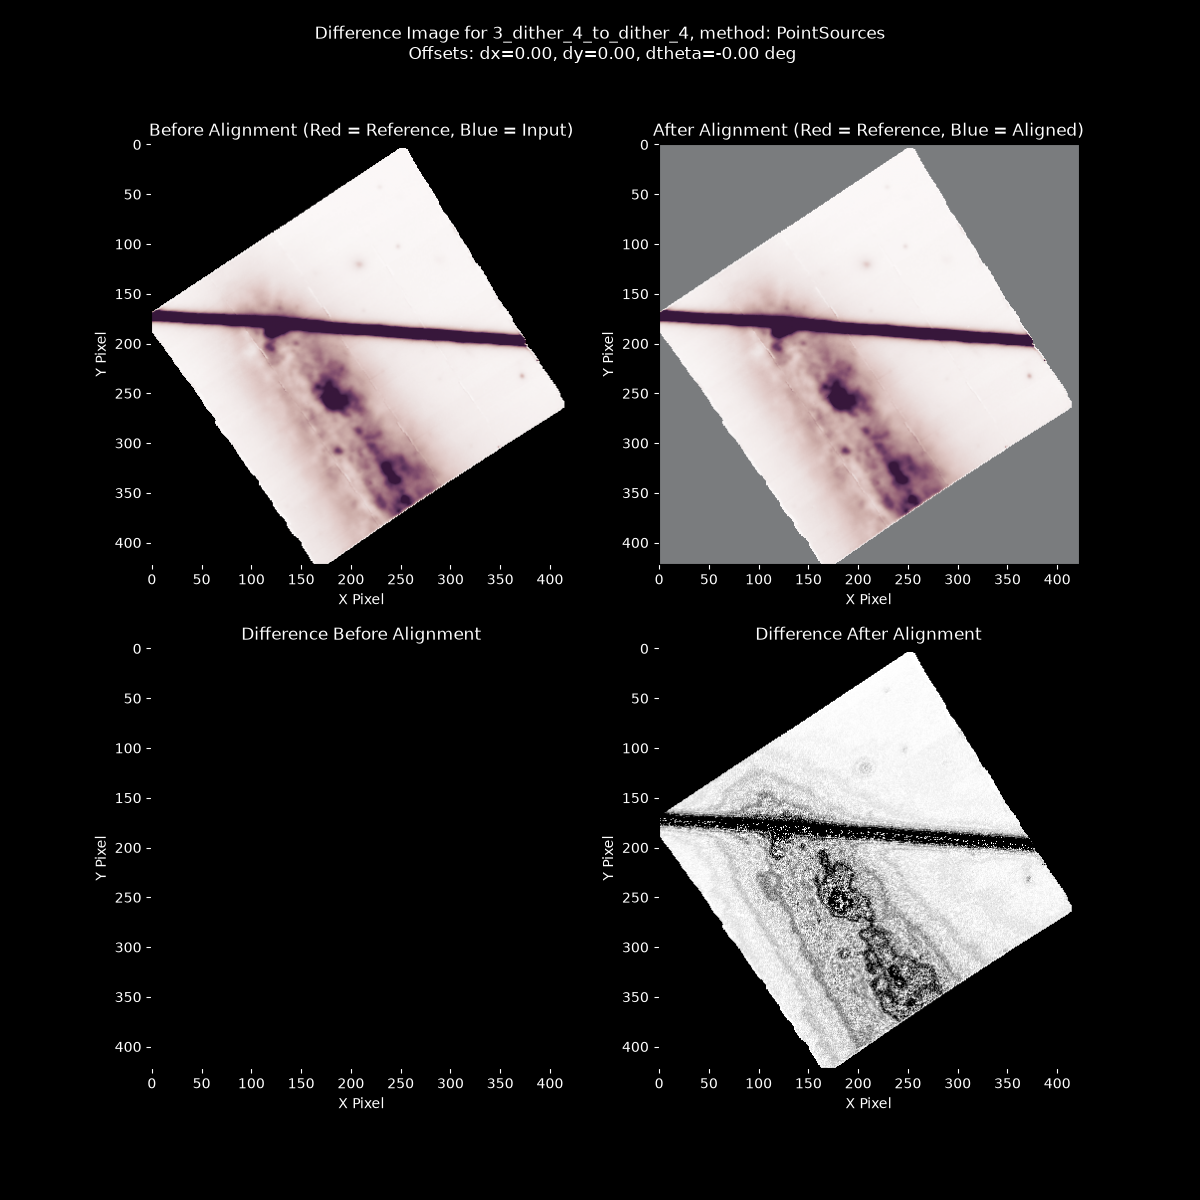 Difference Image for 3_dither_4_to_dither_4, method: PointSources
Offsets: dx=0.00, dy=0.00, dtheta=-0.00 deg
Before Alignment (Red = Reference, Blue = Input)
0
50
100
150
200
250
300
350
400
Y Pixel
0 50 100 150 200 250 300 350 400
X Pixel
After Alignment (Red = Reference, Blue = Aligned)
0
50
100
150
200
250
300
350
400
Y Pixel
0 50 100 150 200 250 300 350 400
X Pixel
Difference Before Alignment
0
50
100
150
200
250
300
350
400
Y Pixel
0 50 100 150 200 250 300 350 400
X Pixel
Difference After Alignment
0
50
100
150
200
250
300
350
400
Y Pixel
0 50 100 150 200 250 300 350 400
X Pixel